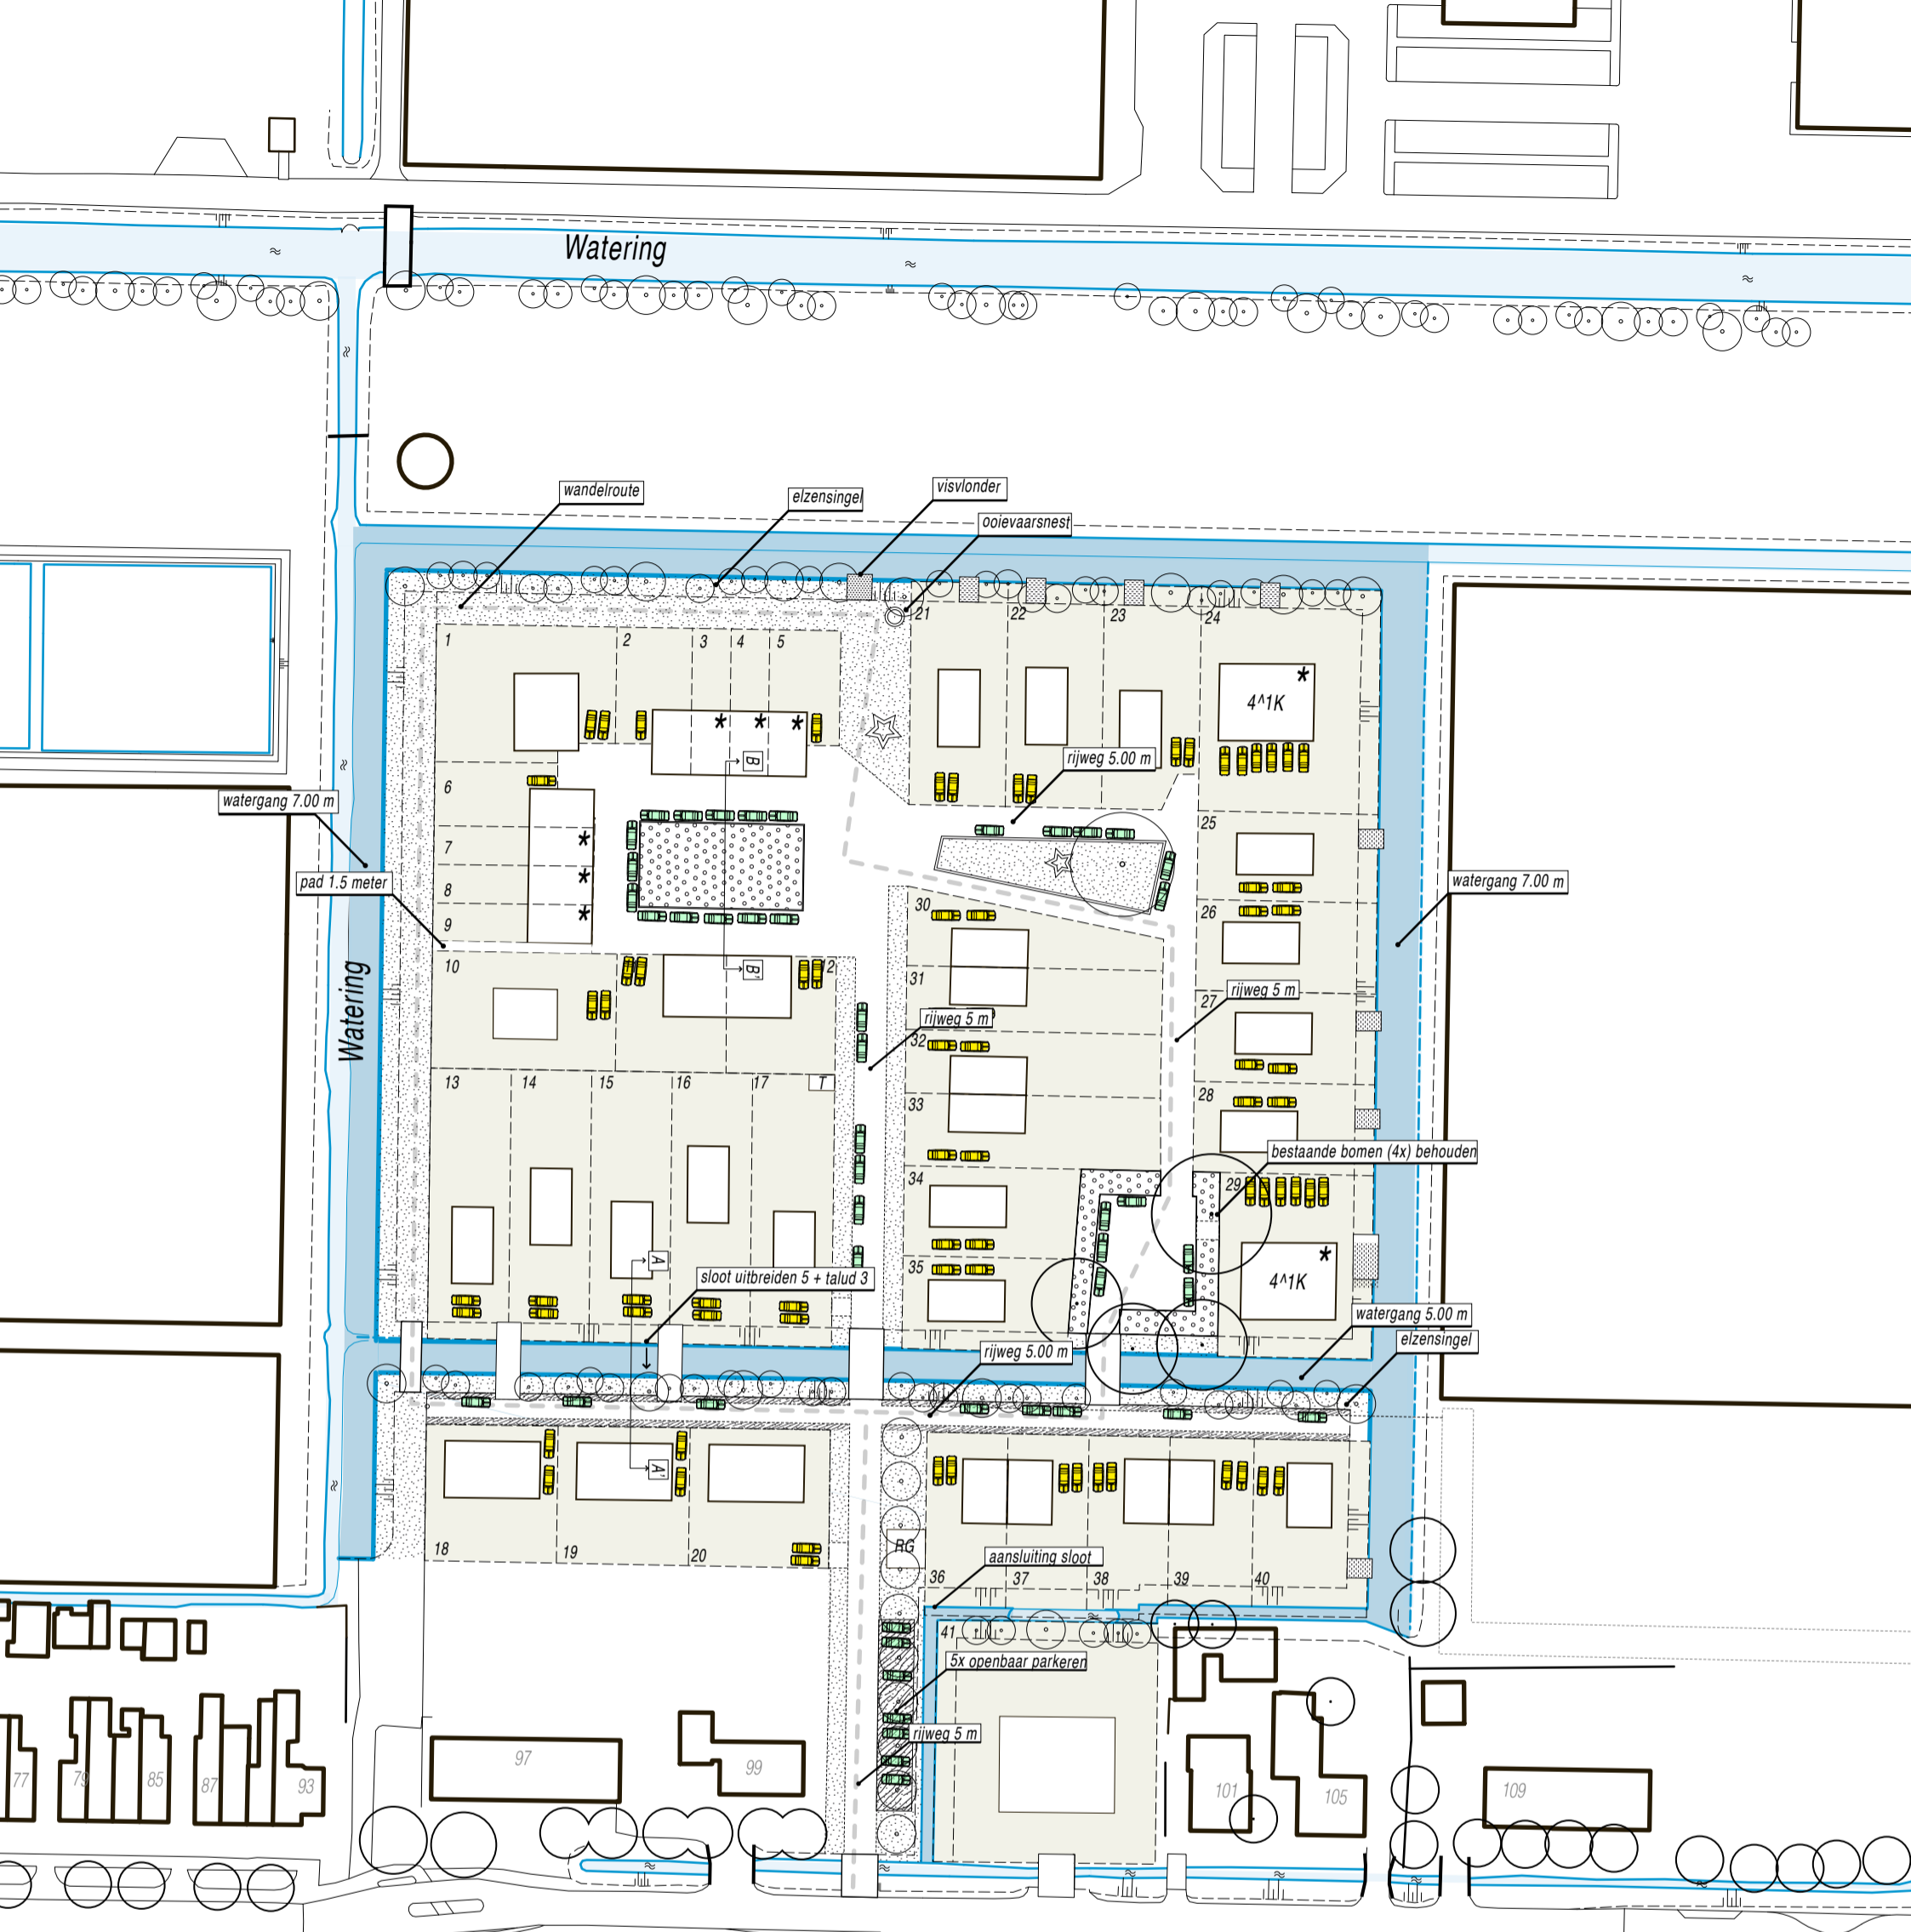 Watering
wandelroute
elzensingel
visvlonder
ooievaarsnest
21
22
23
24
1
2
3
4
5
4^1K
rijweg 5.00 m
6
watergang 7.00 m
7
25
8
pad 1.5 meter
watergang 7.00 m
9
30
26
B
B'
10
12
31
27
rijweg 5 m
Watering
rijweg 5 m
32
13
14
15
16
17
T
33
28
bestaande bomen (4x) behouden
34
29
A
35
4^1K
sloot uitbreiden 5 + talud 3
watergang 5.00 m
elzensingel
rijweg 5.00 m
A'
18
19
20
RG
aansluiting sloot
36
37
38
39
40
41
5x openbaar parkeren
rijweg 5 m
77
79
85
87
93
97
99
101
105
109